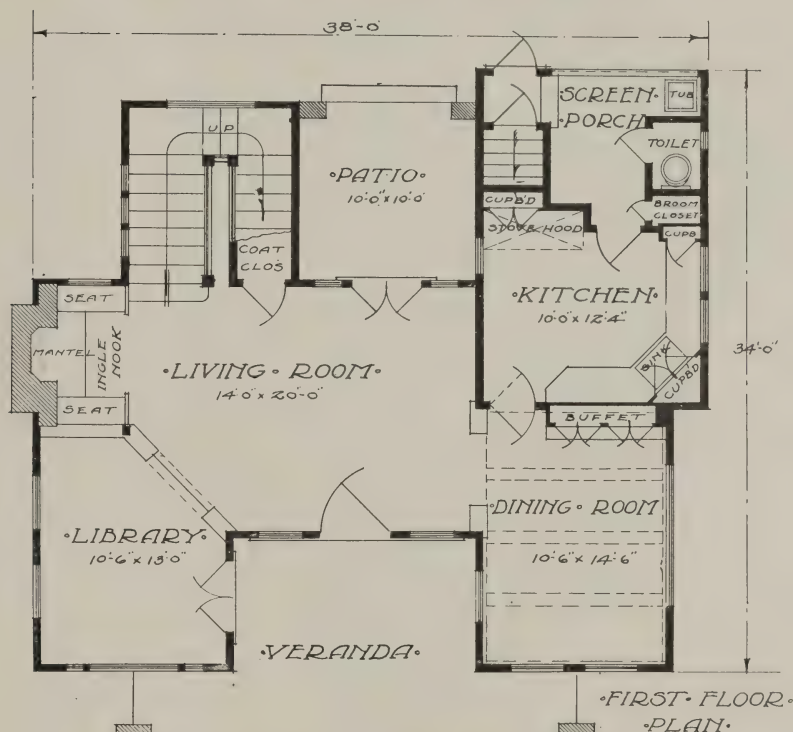 38'-0"
UP
SCREEN
PORCH
TUB
TOILET
PATIO
10'-0" x 10'-0"
CUPB'D
BROOM
CLOSET
STOVE HOOD
CUPB
COAT
CLOS
SEAT
KITCHEN
10'-0" x 12'-4"
MANTEL
INGLE
NOOK
LIVING ROOM
14'-0" x 20'-0"
34'-0"
SINK
CUPB'D
SEAT
BUFFET
LIBRARY
10'-6" x 13'-0"
DINING ROOM
10'-6" x 14'-6"
VERANDA
FIRST FLOOR
PLAN